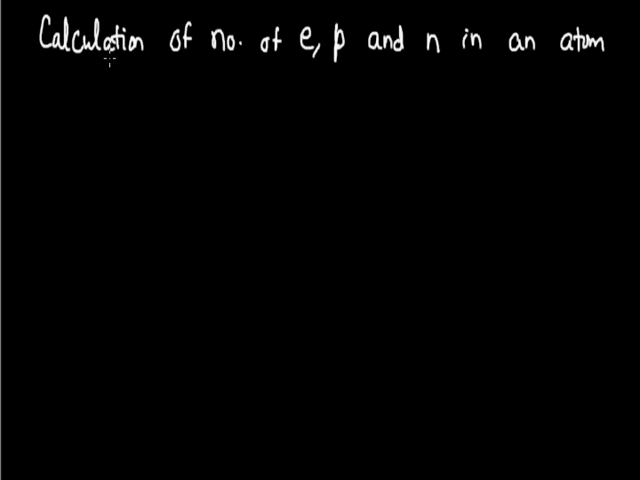 Calculation of no. of e, p and n in an atom